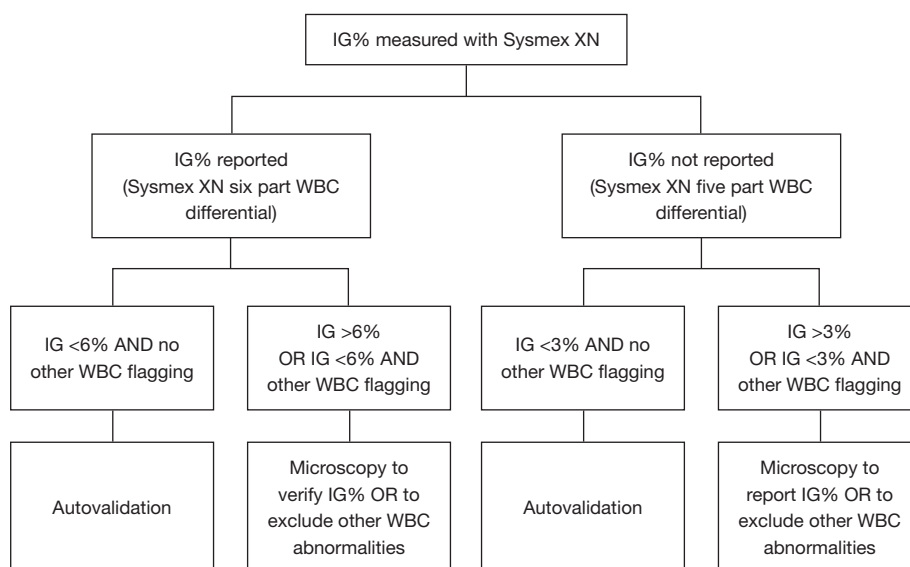 IG% measured with Sysmex XN
IG% reported
(Sysmex XN six part WBC
differential)
IG% not reported
(Sysmex XN five part WBC
differential)
IG <6% AND no
other WBC flagging
IG >6%
OR IG <6% AND
other WBC flagging
IG <3% AND no
other WBC flagging
IG >3%
OR IG <3% AND
other WBC flagging
Autovalidation
Microscopy to
verify IG% OR to
exclude other WBC
abnormalities
Autovalidation
Microscopy to
report IG% OR to
exclude other WBC
abnormalities